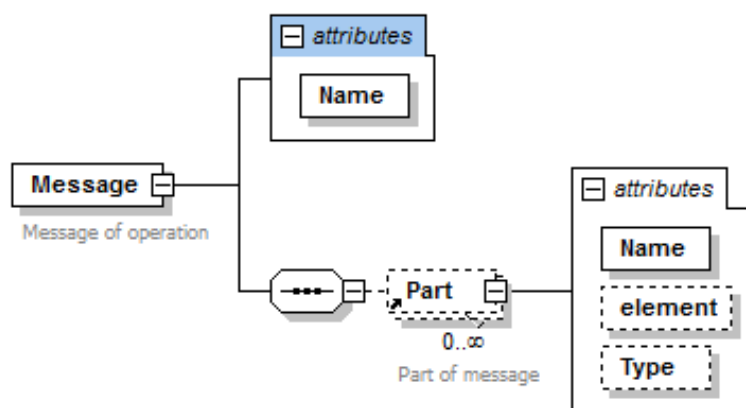 attributes
Name
Message
Message of operation
attributes
Name
Part
element
0..∞
Type
Part of message